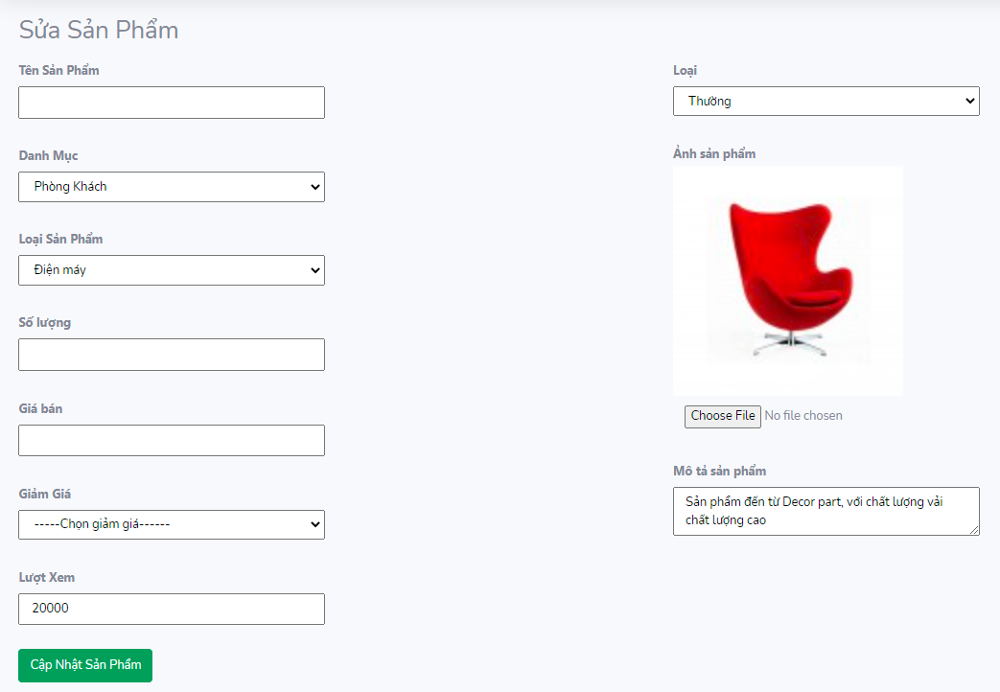 Sửa Sản Phẩm
Tên Sản Phẩm
Danh Mục
Phòng Khách
Loại Sản Phẩm
Điện máy
Số lượng
Giá bán
Giảm Giá
-----Chọn giảm giá------
Lượt Xem
20000
Cập Nhật Sản Phẩm
Loại
Thường
Ảnh sản phẩm
Choose File No file chosen
Mô tả sản phẩm
Sản phẩm đến từ Decor part, với chất lượng vải
chất lượng cao